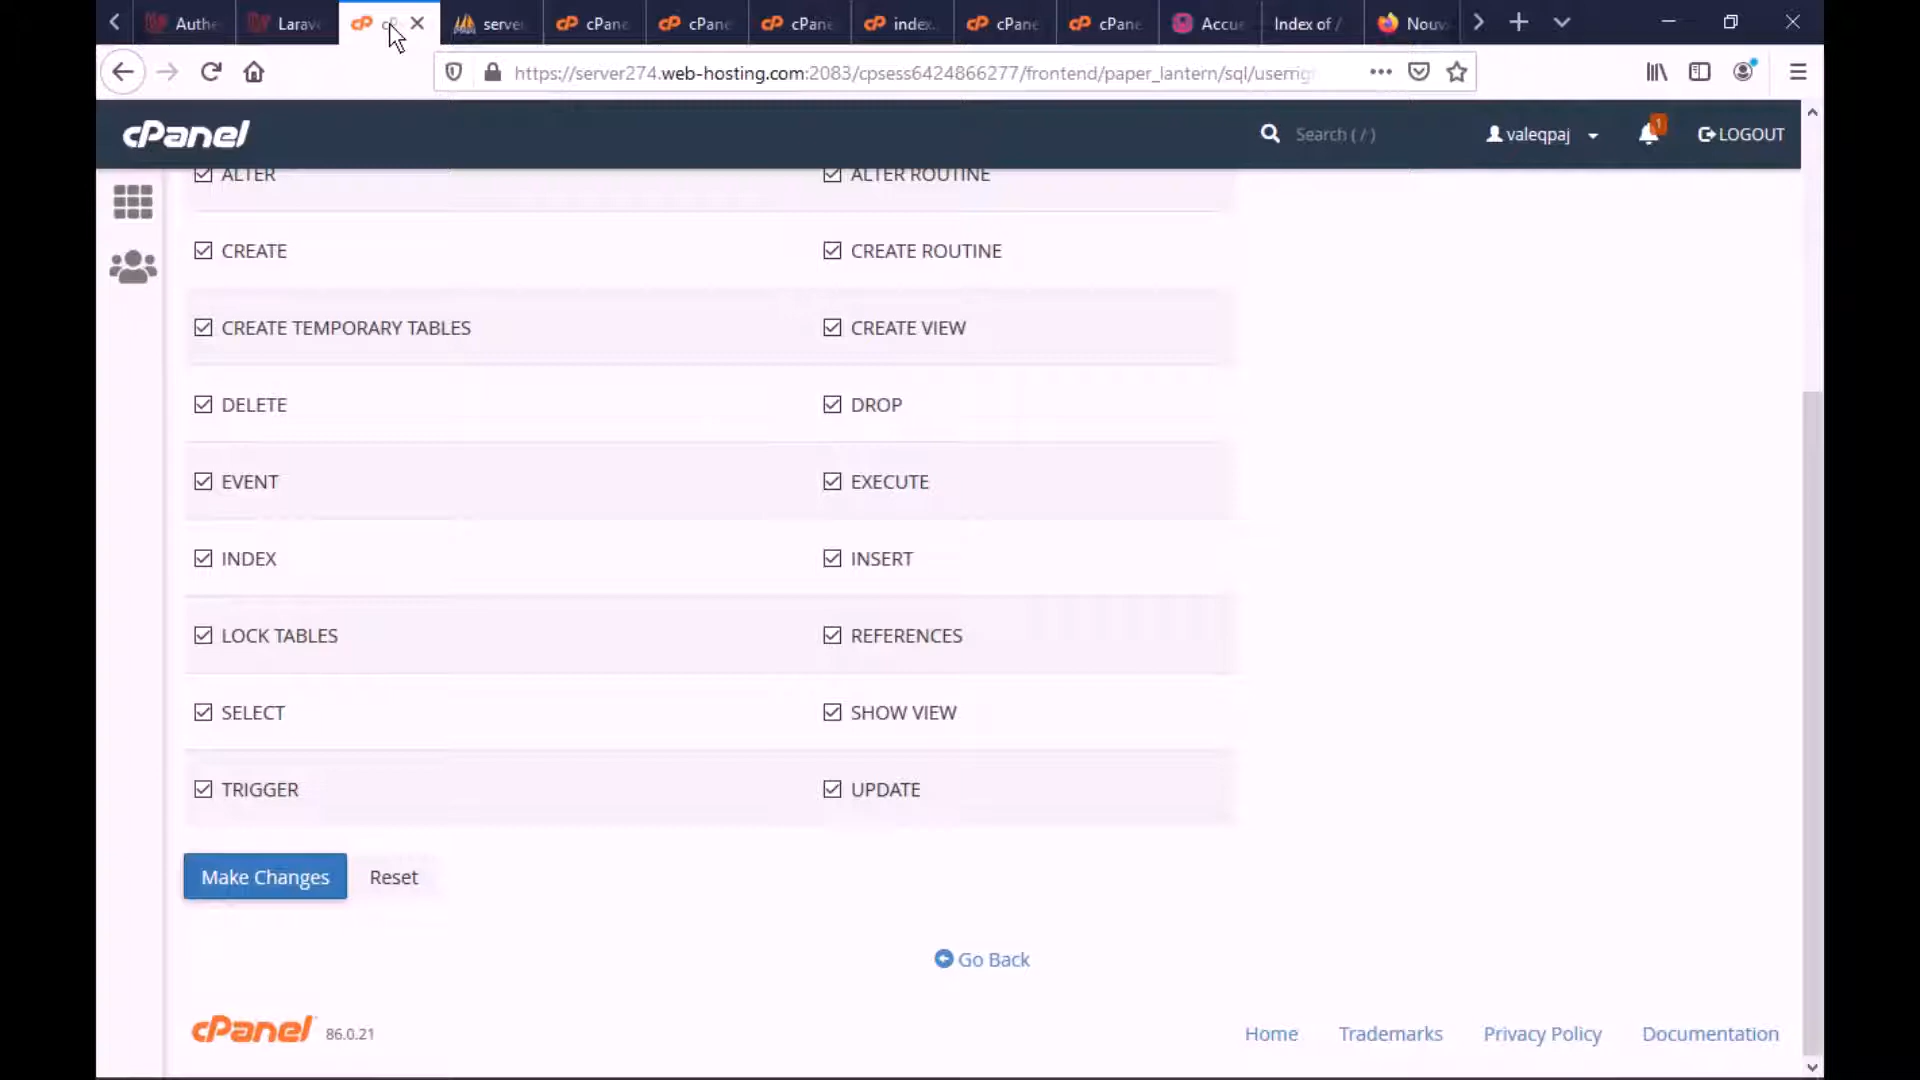 Authe
Larav
serve
cPane
cPane
cPane
index.
cPane
cPane
Accue
Index of /
Nouv
https://server274.web-hosting.com:2083/cpsess6424866277/frontend/paper_lantern/sql/userrig
cPanel
Search ( / )
valeqpaj
1
LOGOUT
ALTER
ALTER ROUTINE
CREATE
CREATE ROUTINE
CREATE TEMPORARY TABLES
CREATE VIEW
DELETE
DROP
EVENT
EXECUTE
INDEX
INSERT
LOCK TABLES
REFERENCES
SELECT
SHOW VIEW
TRIGGER
UPDATE
Make Changes
Reset
Go Back
cPanel 86.0.21
Home
Trademarks
Privacy Policy
Documentation